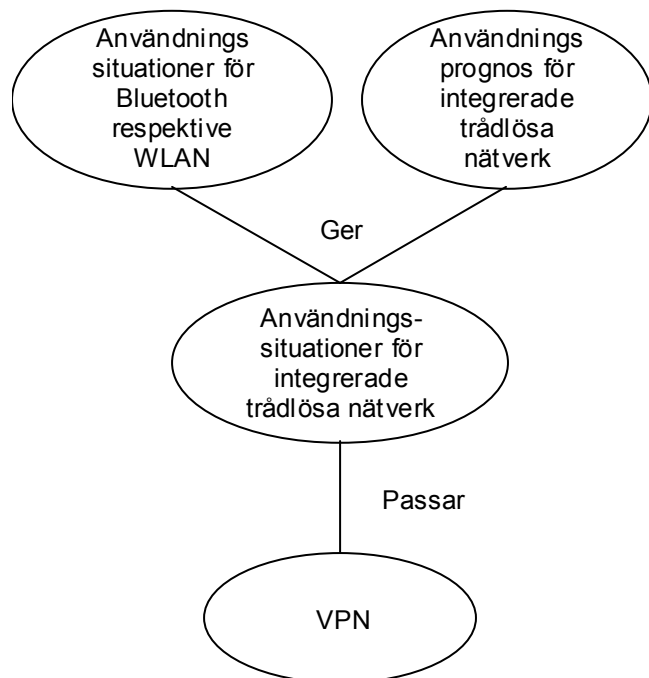 Användnings
situationer för
Bluetooth
respektive
WLAN
Användnings
prognos för
integrerade
trådlösa
nätverk
Ger
Användnings-
situationer för
integrerade
trådlösa nätverk
Passar
VPN